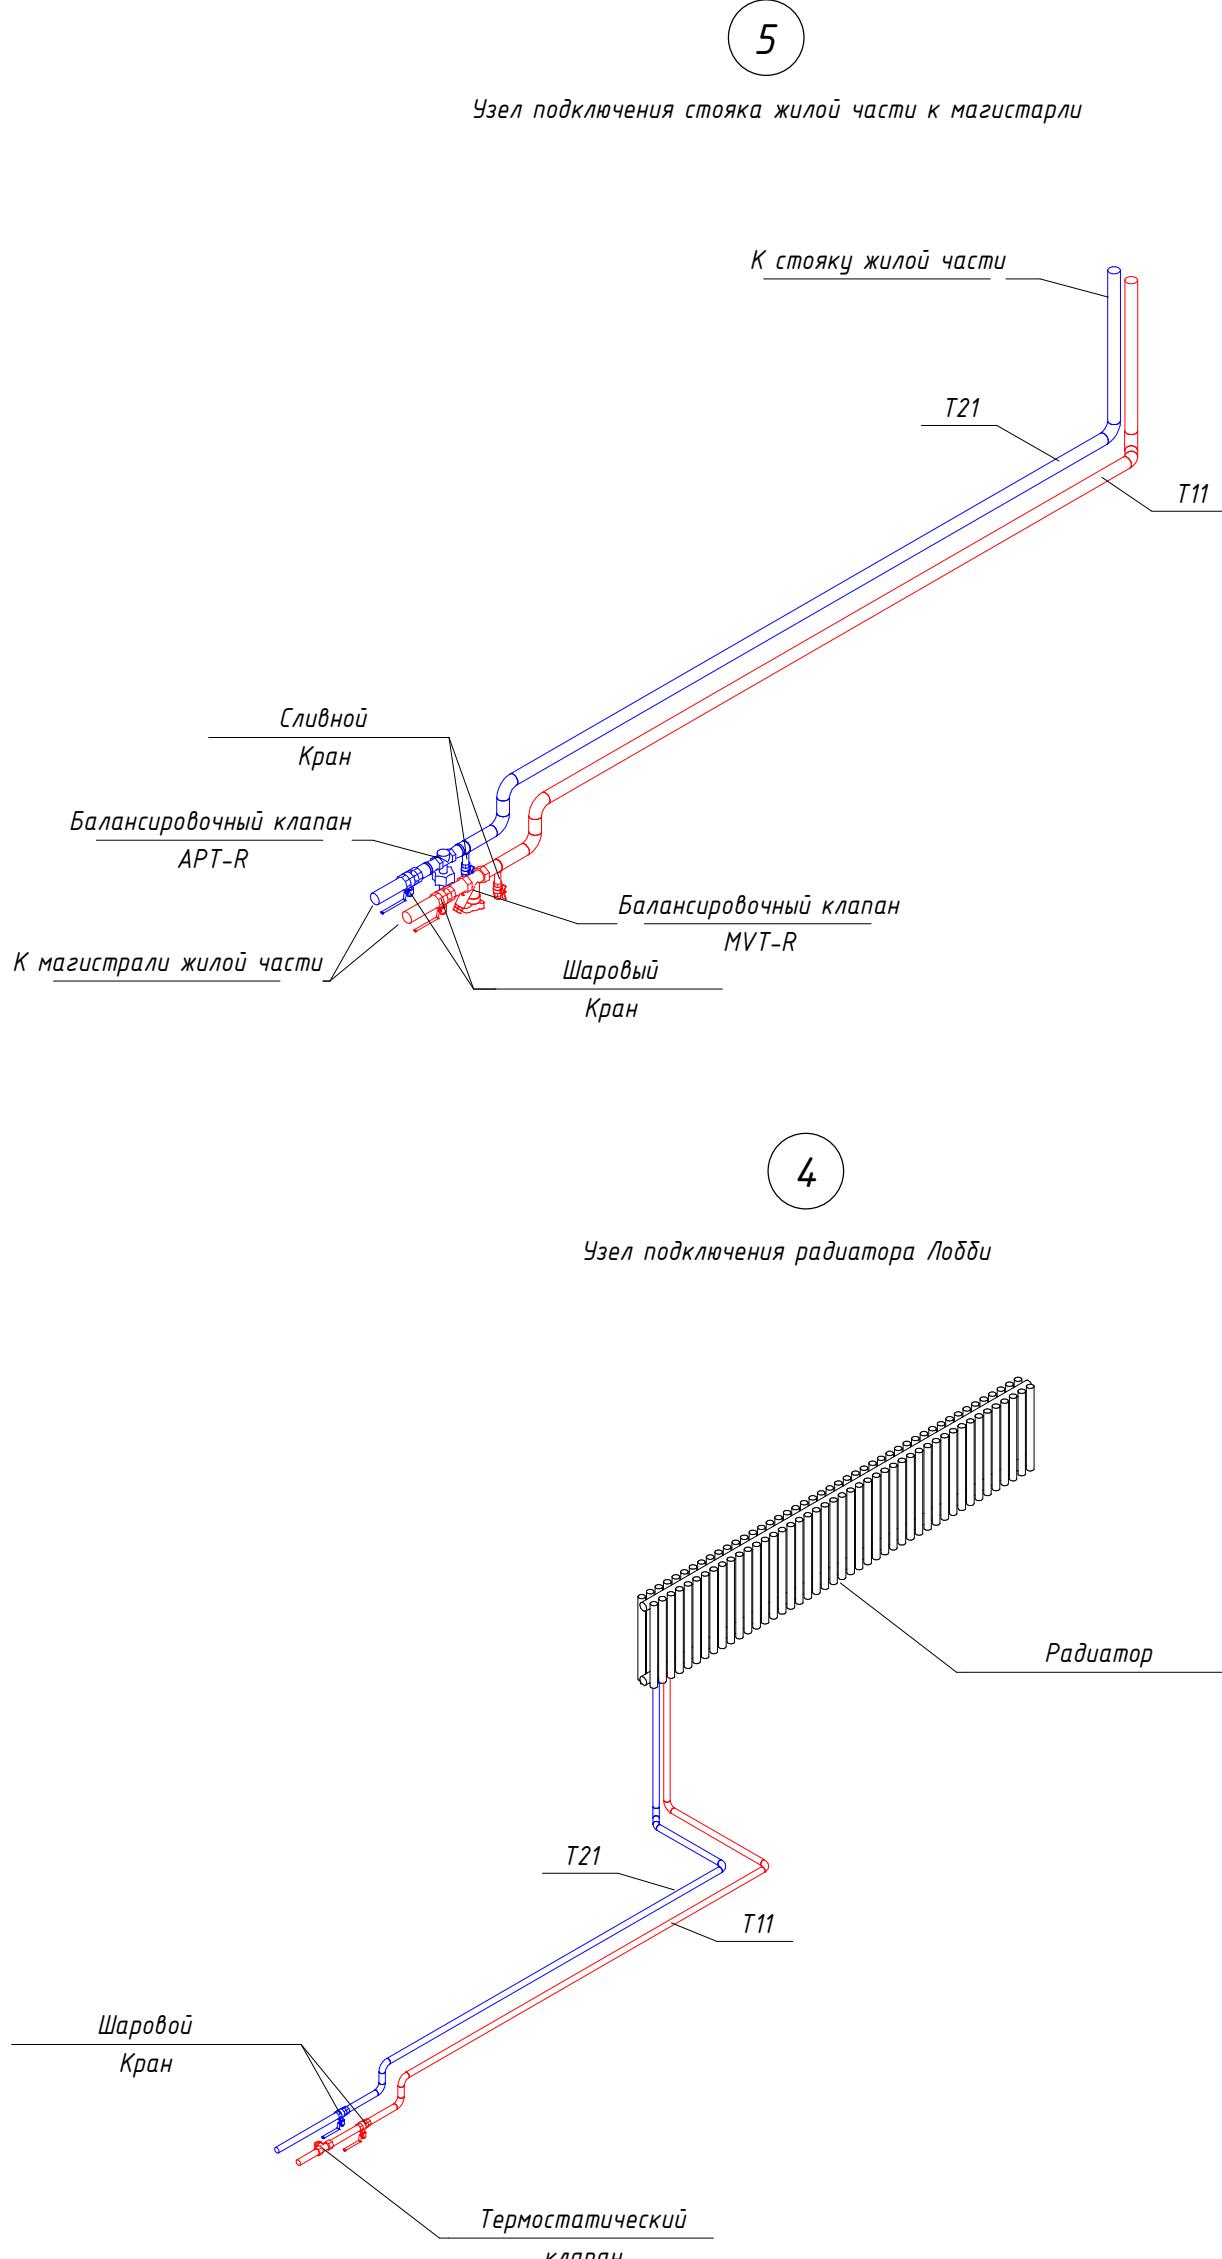 5
Узел подключения стояка жилой части к магистарли
К стояку жилой части
Т21
Т11
Сливной
Кран
Балансировочный клапан
APT-R
Балансировочный клапан
MVT-R
К магистрали жилой части
Шаровый
Кран
4
Узел подключения радиатора Лобби
Радиатор
Т21
Т11
Шаровой
Кран
Термостатический
клапан